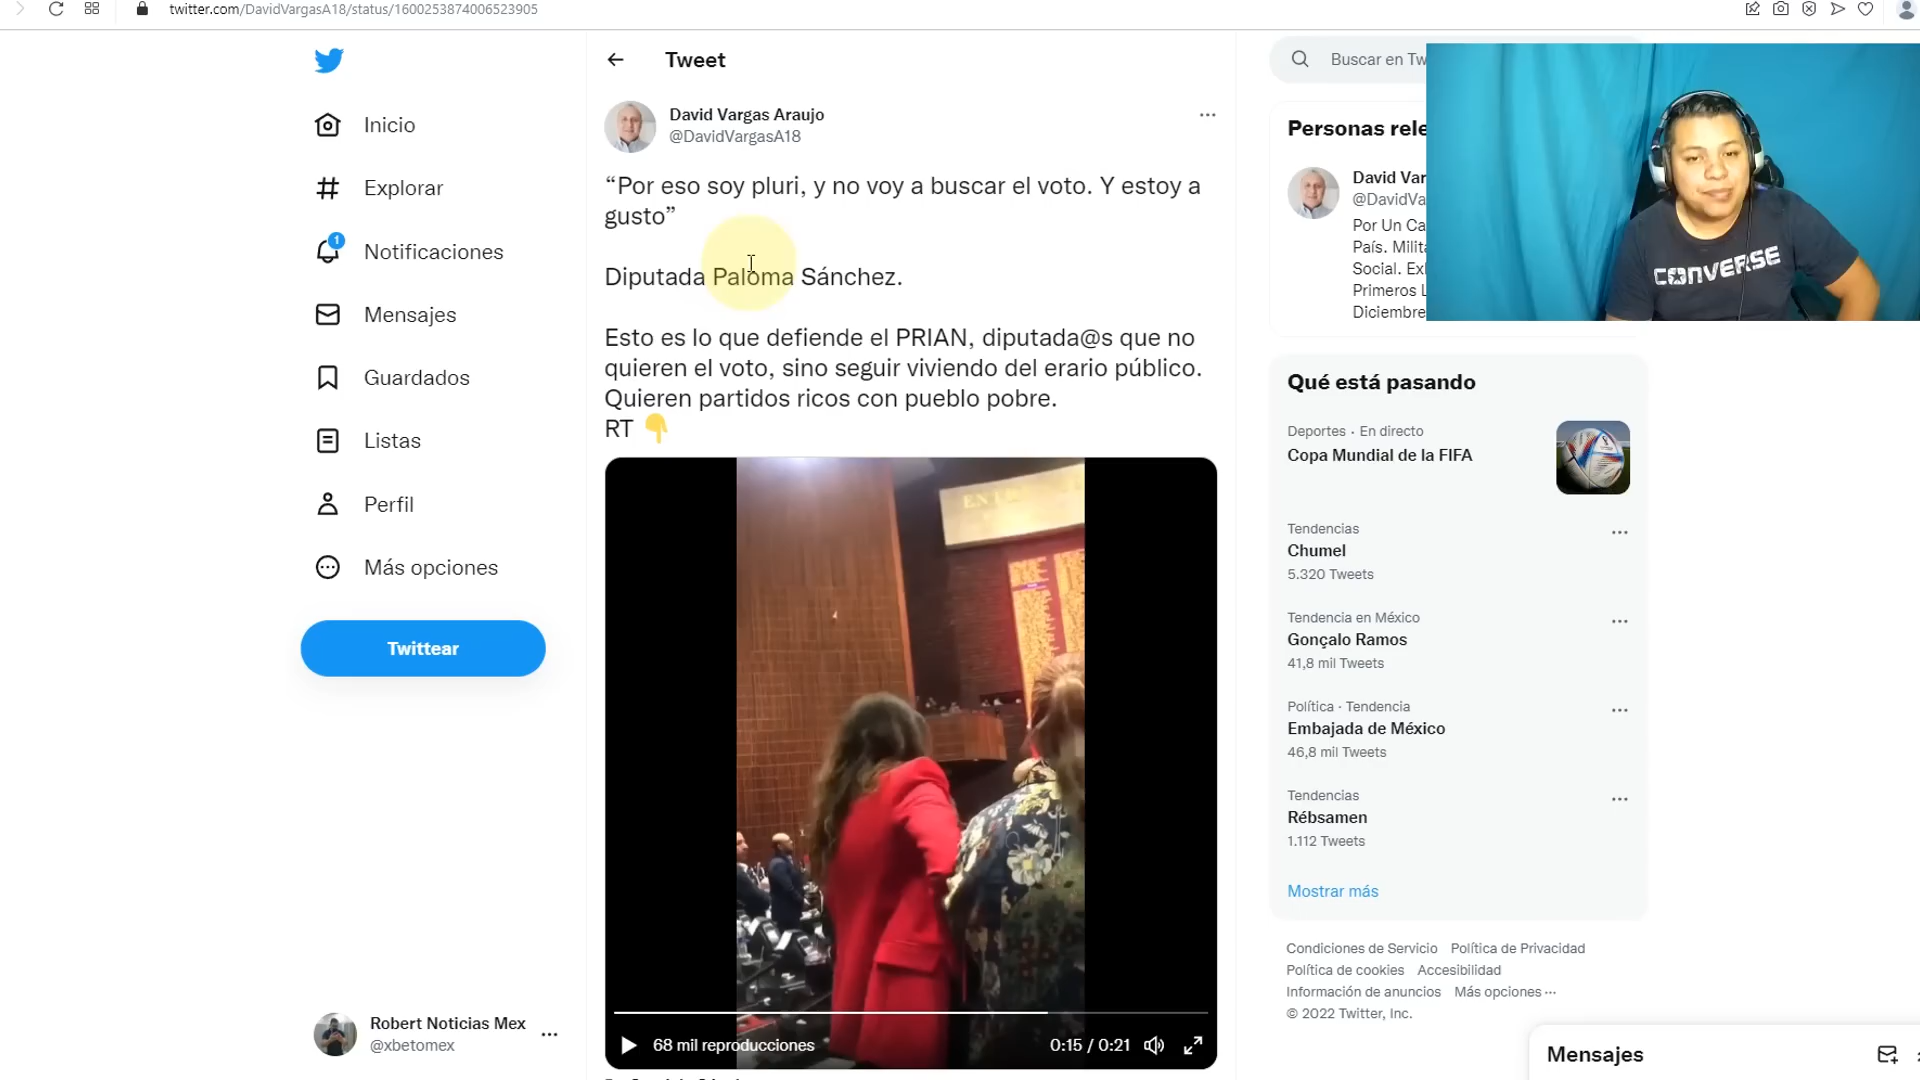 twitter.com/DavidVargasA18/status/1600253874006523905
Inicio
Explorar
1
Notificaciones
Mensajes
Guardados
Listas
Perfil
Más opciones
Twittear
Robert Noticias Mex
@xbetomex
Tweet
David Vargas Araujo
@DavidVargasA18
“Por eso soy pluri, y no voy a buscar el voto. Y estoy a
gusto”
Diputada Paloma Sánchez.
Esto es lo que defiende el PRIAN, diputada@s que no
quieren el voto, sino seguir viviendo del erario público.
Quieren partidos ricos con pueblo pobre.
RT
68 mil reproducciones
0:15 / 0:21
Buscar en Tw
Personas rele
David Var
@DavidVa
Por Un Ca
País. Milit
Social. Ex
Primeros L
Diciembre
CONVERSE
Qué está pasando
Deportes · En directo
Copa Mundial de la FIFA
Tendencias
Chumel
5.320 Tweets
Tendencia en México
Gonçalo Ramos
41,8 mil Tweets
Política · Tendencia
Embajada de México
46,8 mil Tweets
Tendencias
Rébsamen
1.112 Tweets
Mostrar más
Condiciones de Servicio Política de Privacidad
Política de cookies Accesibilidad
Información de anuncios Más opciones ···
© 2022 Twitter, Inc.
Mensajes